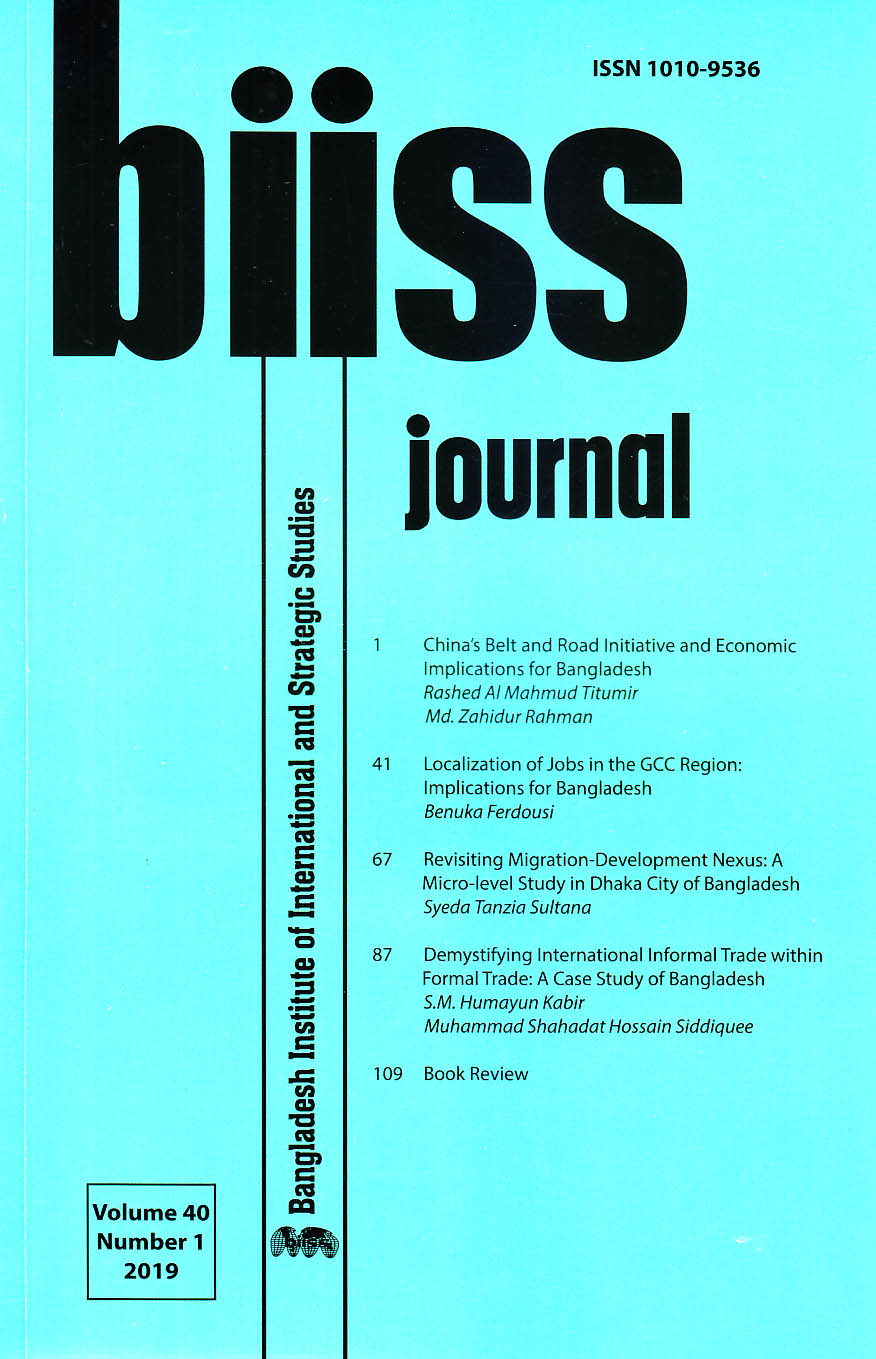 ISSN 1010-9536
biiss
journal
Bangladesh Institute of International and Strategic Studies
1 China's Belt and Road Initiative and Economic
Implications for Bangladesh
Rashed Al Mahmud Titumir
Md. Zahidur Rahman
41 Localization of Jobs in the GCC Region:
Implications for Bangladesh
Benuka Ferdousi
67 Revisiting Migration-Development Nexus: A
Micro-level Study in Dhaka City of Bangladesh
Syeda Tanzia Sultana
87 Demystifying International Informal Trade within
Formal Trade: A Case Study of Bangladesh
S.M. Humayun Kabir
Muhammad Shahadat Hossain Siddiquee
109 Book Review
Volume 40
Number 1
2019
biiss